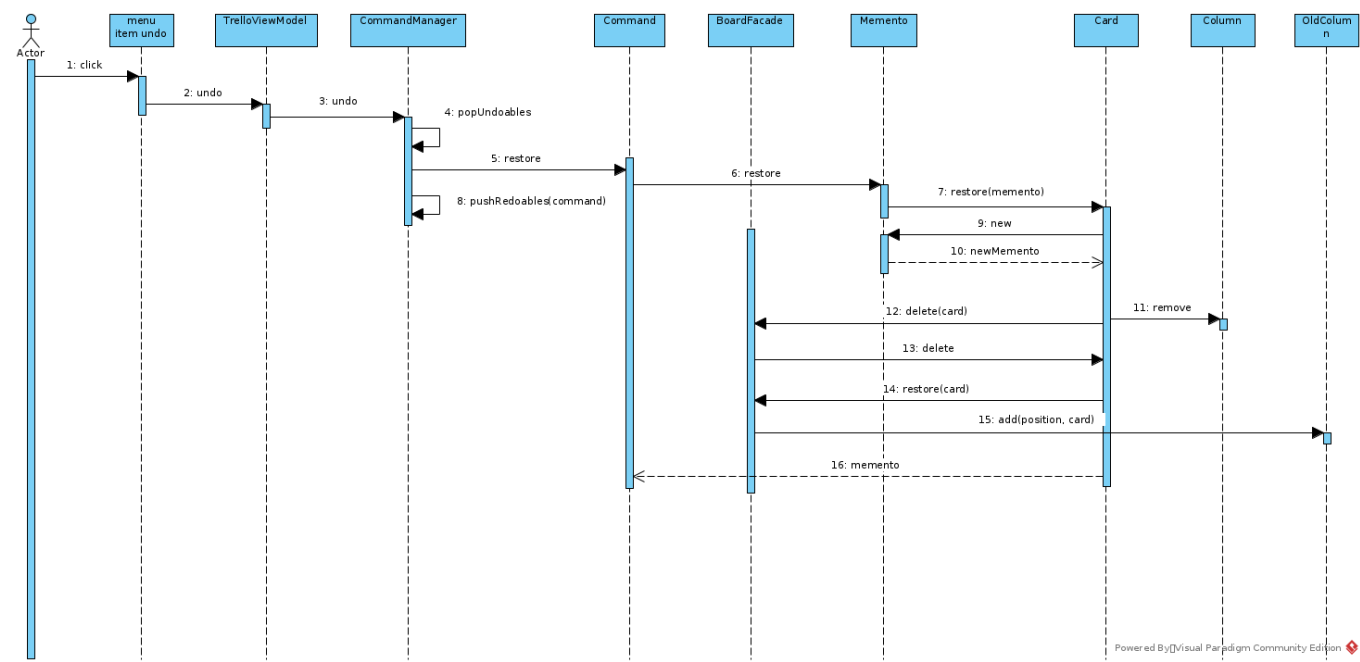 Actor
menu
item undo
TrelloViewModel
CommandManager
Command
BoardFacade
Memento
Card
Column
OldColum
n
1: click
2: undo
3: undo
4: popUndoables
5: restore
6: restore
7: restore(memento)
8: pushRedoables(command)
9: new
10: newMemento
11: remove
12: delete(card)
13: delete
14: restore(card)
15: add(position, card)
16: memento
Powered By▯Visual Paradigm Community Edition